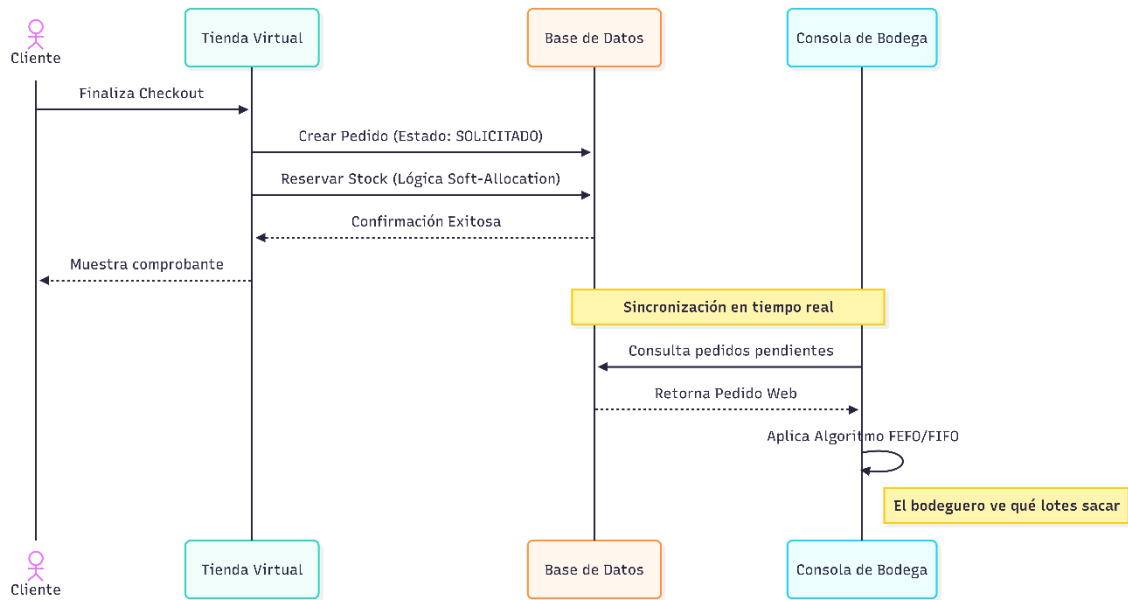 Cliente
Tienda Virtual
Base de Datos
Consola de Bodega
Finaliza Checkout
Crear Pedido (Estado: SOLICITADO)
Reservar Stock (Lógica Soft-Allocation)
Confirmación Exitosa
Muestra comprobante
Sincronización en tiempo real
Consulta pedidos pendientes
Retorna Pedido Web
Aplica Algoritmo FEFO/FIFO
El bodeguero ve qué lotes sacar
Cliente
Tienda Virtual
Base de Datos
Consola de Bodega